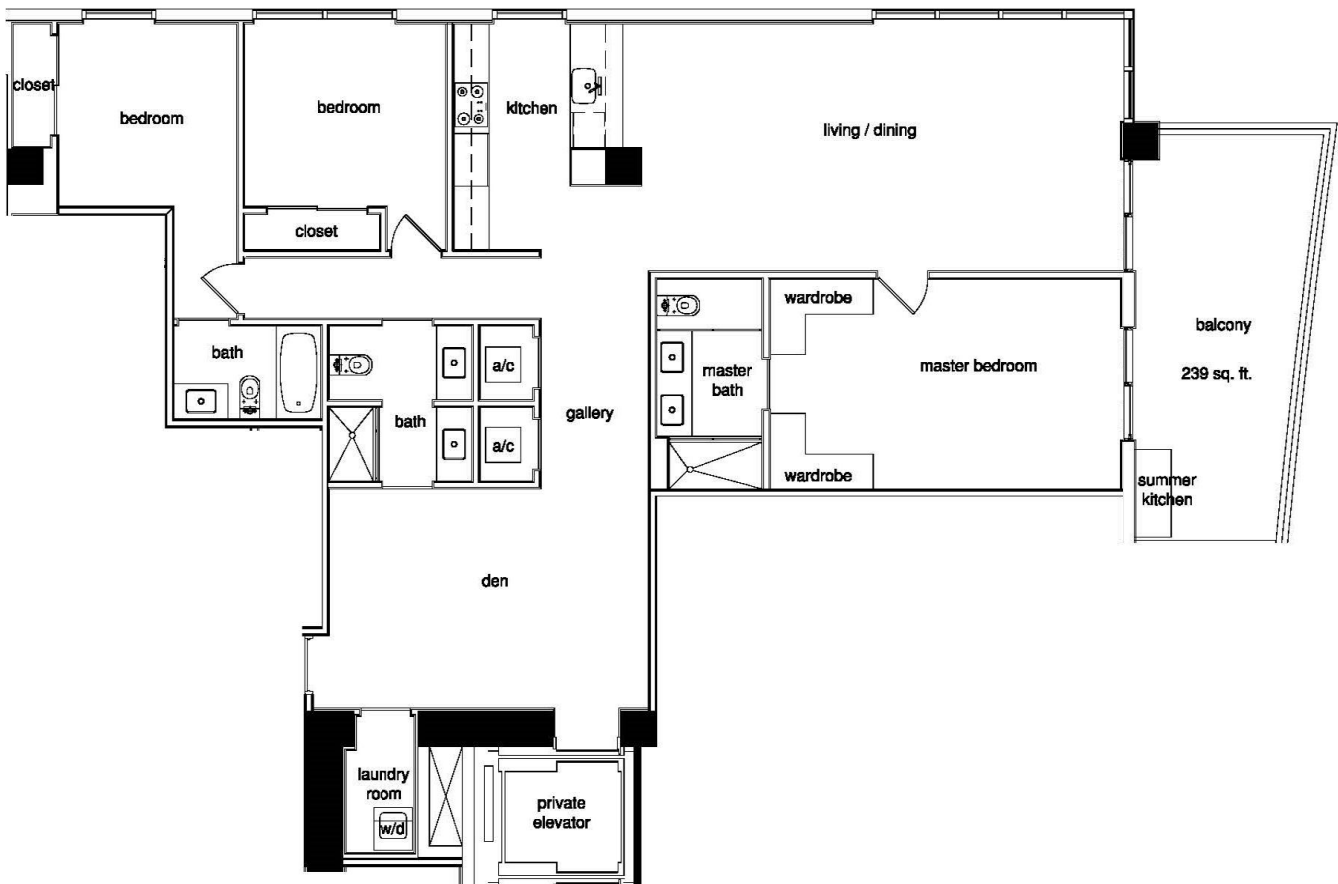 closet
bedroom
bedroom
closet
kitchen
living / dining
bath
bath
a/c
a/c
gallery
master
bath
wardrobe
wardrobe
master bedroom
balcony
239 sq. ft.
summer
kitchen
den
laundry
room
w/d
private
elevator